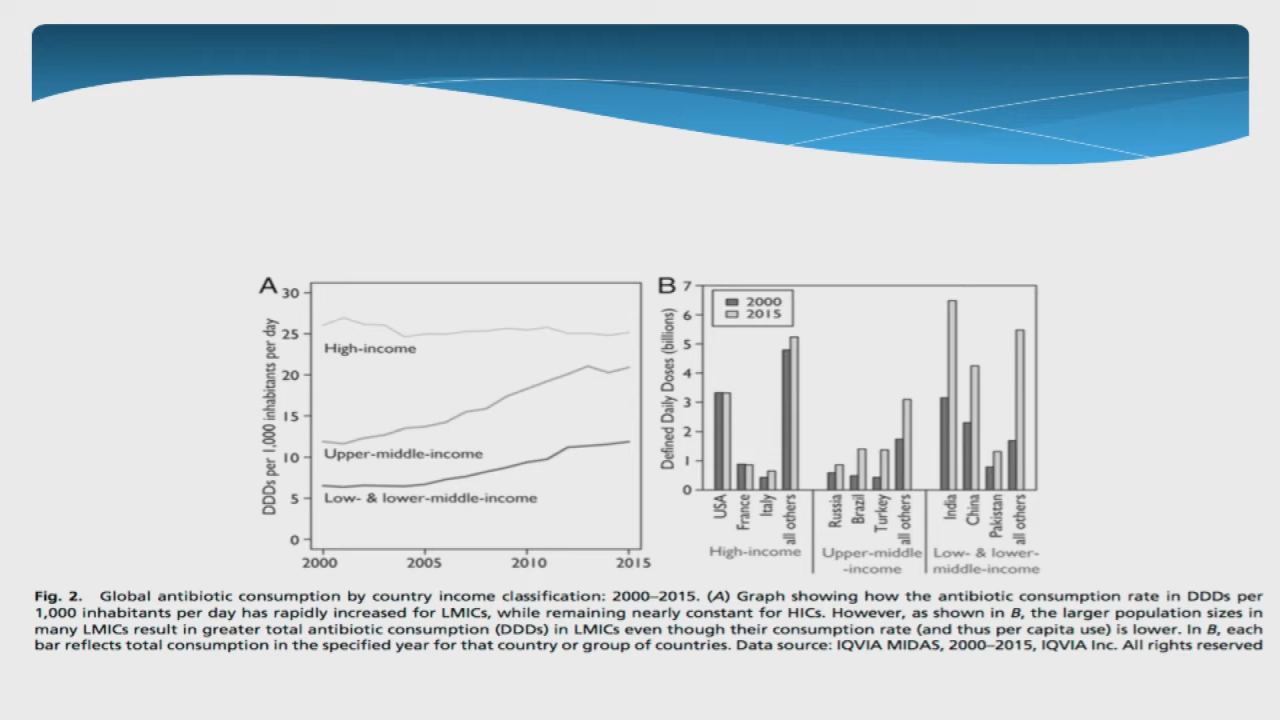 A
30
25
20
15
10
5
0
DDDs per 1,000 inhabitants per day
High-income
Upper-middle-income
Low- & lower-middle-income
2000 2005 2010 2015
B
7
6
5
4
3
2
1
0
Defined Daily Doses (billions)
2000
2015
USA
France
Italy
all others
Russia
Brazil
Turkey
all others
India
China
Pakistan
all others
High-income
Upper-middle
-income
Low- & lower-
middle-income
Fig. 2. Global antibiotic consumption by country income classification: 2000–2015. (A) Graph showing how the antibiotic consumption rate in DDDs per
1,000 inhabitants per day has rapidly increased for LMICs, while remaining nearly constant for HICs. However, as shown in B, the larger population sizes in
many LMICs result in greater total antibiotic consumption (DDDs) in LMICs even though their consumption rate (and thus per capita use) is lower. In B, each
bar reflects total consumption in the specified year for that country or group of countries. Data source: IQVIA MIDAS, 2000–2015, IQVIA Inc. All rights reserved